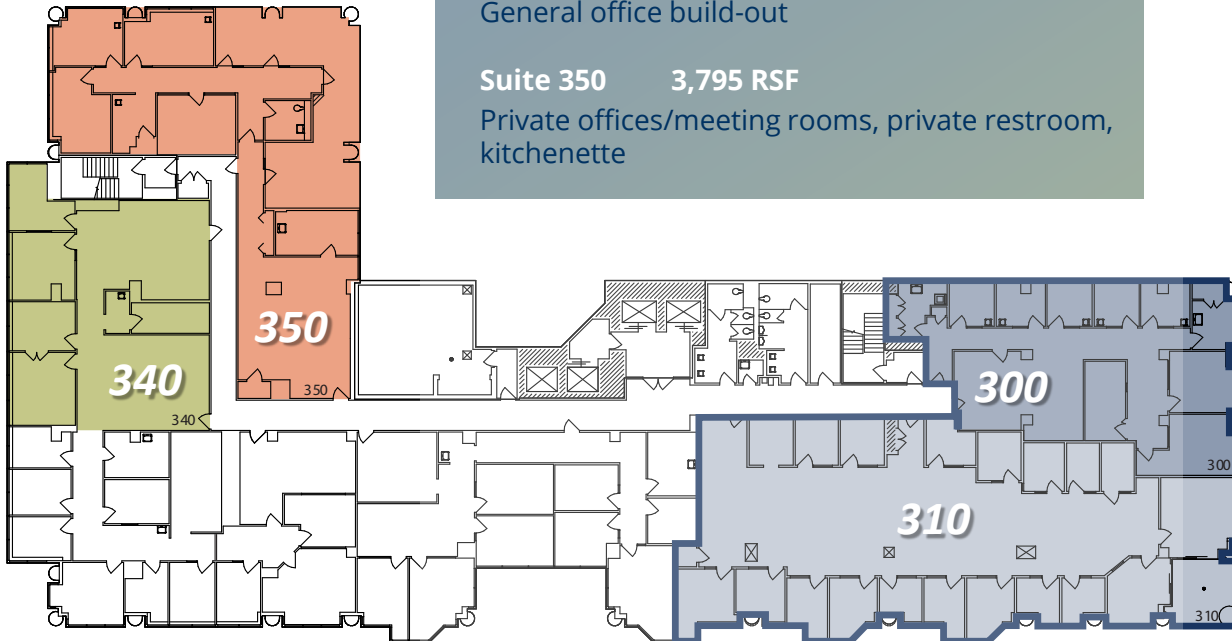 General office build-out
Suite 350 3,795 RSF
Private offices/meeting rooms, private restroom,
kitchenette
350
340
350
340
300
300
310
310